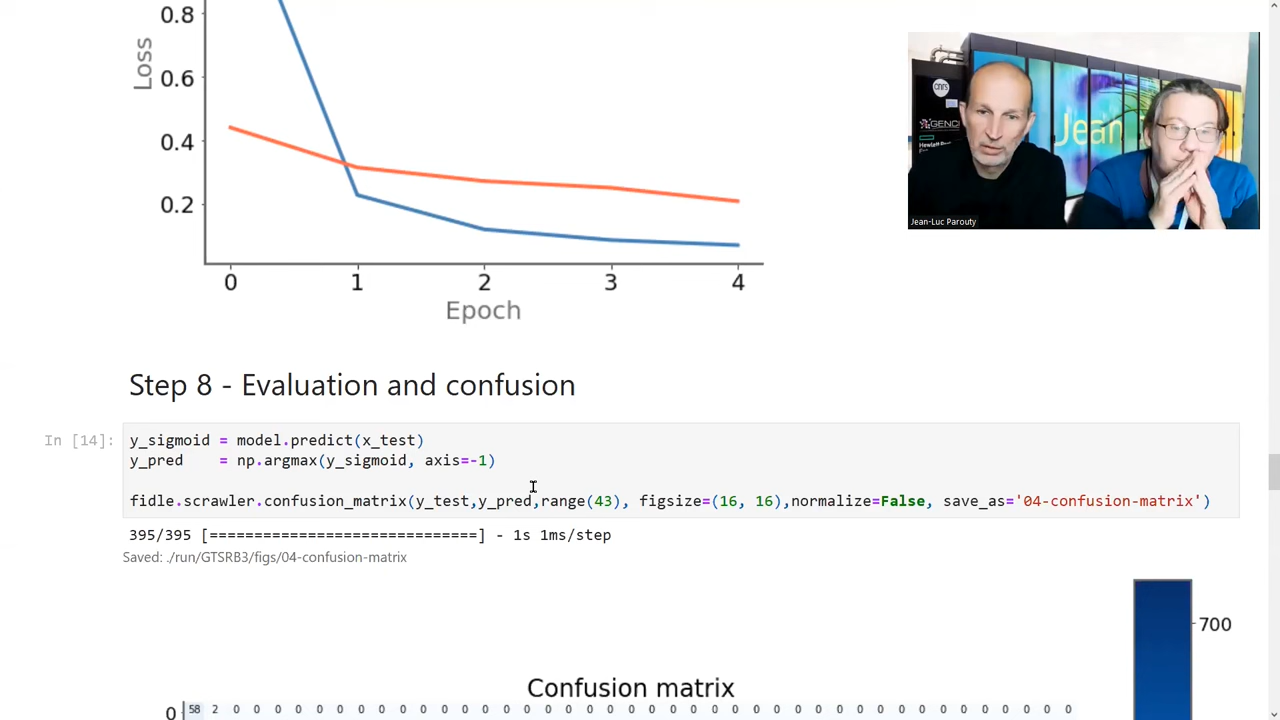 0.8
0.6
0.4
0.2
Loss
0 1 2 3 4
Epoch
cnrs
GENCI
Hewlett
Jean
Jean-Luc Parouty
Step 8 - Evaluation and confusion
In [14]:
y_sigmoid = model.predict(x_test)
y_pred    = np.argmax(y_sigmoid, axis=-1)
fidle.scrawler.confusion_matrix(y_test,y_pred,range(43), figsize=(16, 16),normalize=False, save_as='04-confusion-matrix')
395/395 [==============================] - 1s 1ms/step
Saved: ./run/GTSRB3/figs/04-confusion-matrix
700
Confusion matrix
0 58 2 0 0 0 0 0 0 0 0 0 0 0 0 0 0 0 0 0 0 0 0 0 0 0 0 0 0 0 0 0 0 0 0 0 0 0 0 0 0 0 0 0